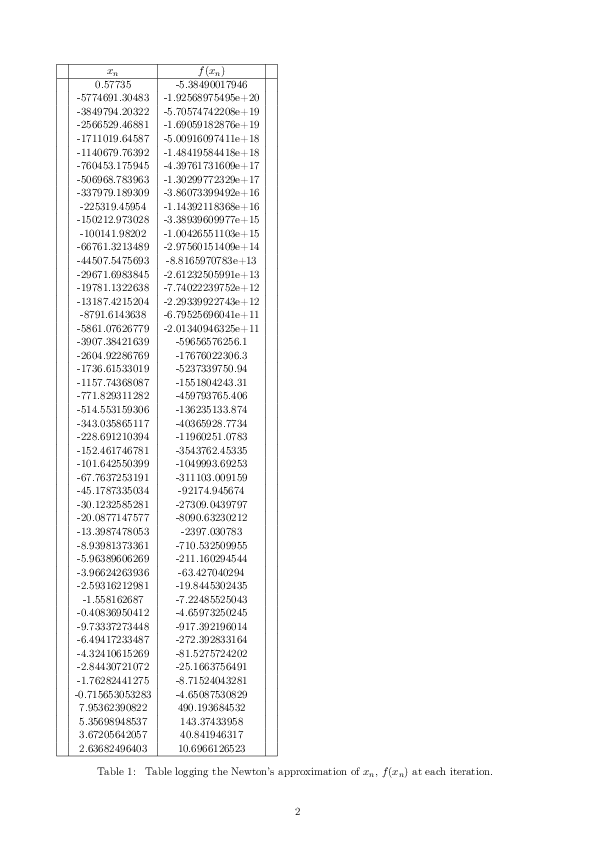 xₙ f(xₙ)
0.57735 -5.38490017946
-5774691.30483 -1.92568975495e+20
-3849794.20322 -5.70574742208e+19
-2566529.46881 -1.69059182876e+19
-1711019.64587 -5.00916097411e+18
-1140679.76392 -1.48419584418e+18
-760453.175945 -4.39761731609e+17
-506968.783963 -1.30299772329e+17
-337979.189309 -3.86073399492e+16
-225319.45954 -1.14392118368e+16
-150212.973028 -3.38939609977e+15
-100141.98202 -1.00426551103e+15
-66761.3213489 -2.97560151409e+14
-44507.5475693 -8.8165970783e+13
-29671.6983845 -2.61232505991e+13
-19781.1322638 -7.74022239752e+12
-13187.4215204 -2.29339922743e+12
-8791.6143638 -6.79525696041e+11
-5861.07626779 -2.01340946325e+11
-3907.38421639 -59656576256.1
-2604.92286769 -17676022306.3
-1736.61533019 -5237339750.94
-1157.74368087 -1551804243.31
-771.829311282 -459793765.406
-514.553159306 -136235133.874
-343.035865117 -40365928.7734
-228.691210394 -11960251.0783
-152.461746781 -3543762.45335
-101.642550399 -1049993.69253
-67.7637253191 -311103.009159
-45.1787335034 -92174.945674
-30.1232585281 -27309.0439797
-20.0877147577 -8090.63230212
-13.3987478053 -2397.030783
-8.93981373361 -710.532509955
-5.96389606269 -211.160294544
-3.96624263936 -63.427040294
-2.59316212981 -19.8445302435
-1.558162687 -7.22485525043
-0.40836950412 -4.65973250245
-9.73337273448 -917.392196014
-6.49417233487 -272.392833164
-4.32410615269 -81.5275724202
-2.84430721072 -25.1663756491
-1.76282441275 -8.71524043281
-0.715653053283 -4.65087530829
7.95362390822 490.193684532
5.35698948537 143.37433958
3.67205642057 40.841946317
2.63682496403 10.6966126523
Table 1: Table logging the Newton's approximation of xₙ, f(xₙ) at each iteration.
2